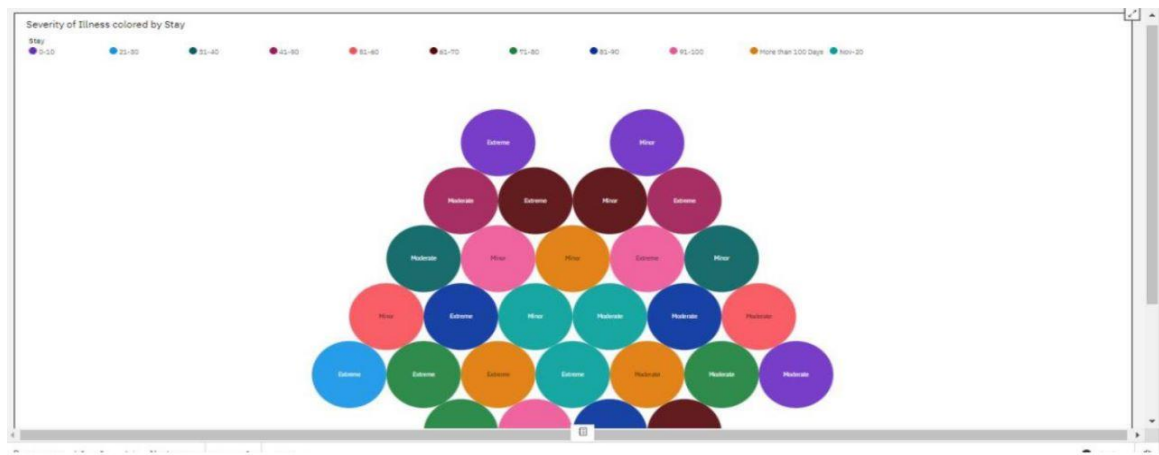 Severity of Illness colored by Stay
Stay
0-10 21-30 31-40 41-50 51-60 61-70 71-80 81-90 91-100 More than 100 Days Nov-20
Extreme Minor
Moderate Extreme Minor Extreme
Moderate Minor Minor Extreme Minor
Minor Extreme Minor Moderate Moderate Moderate
Extreme Extreme Extreme Extreme Moderate Moderate Moderate